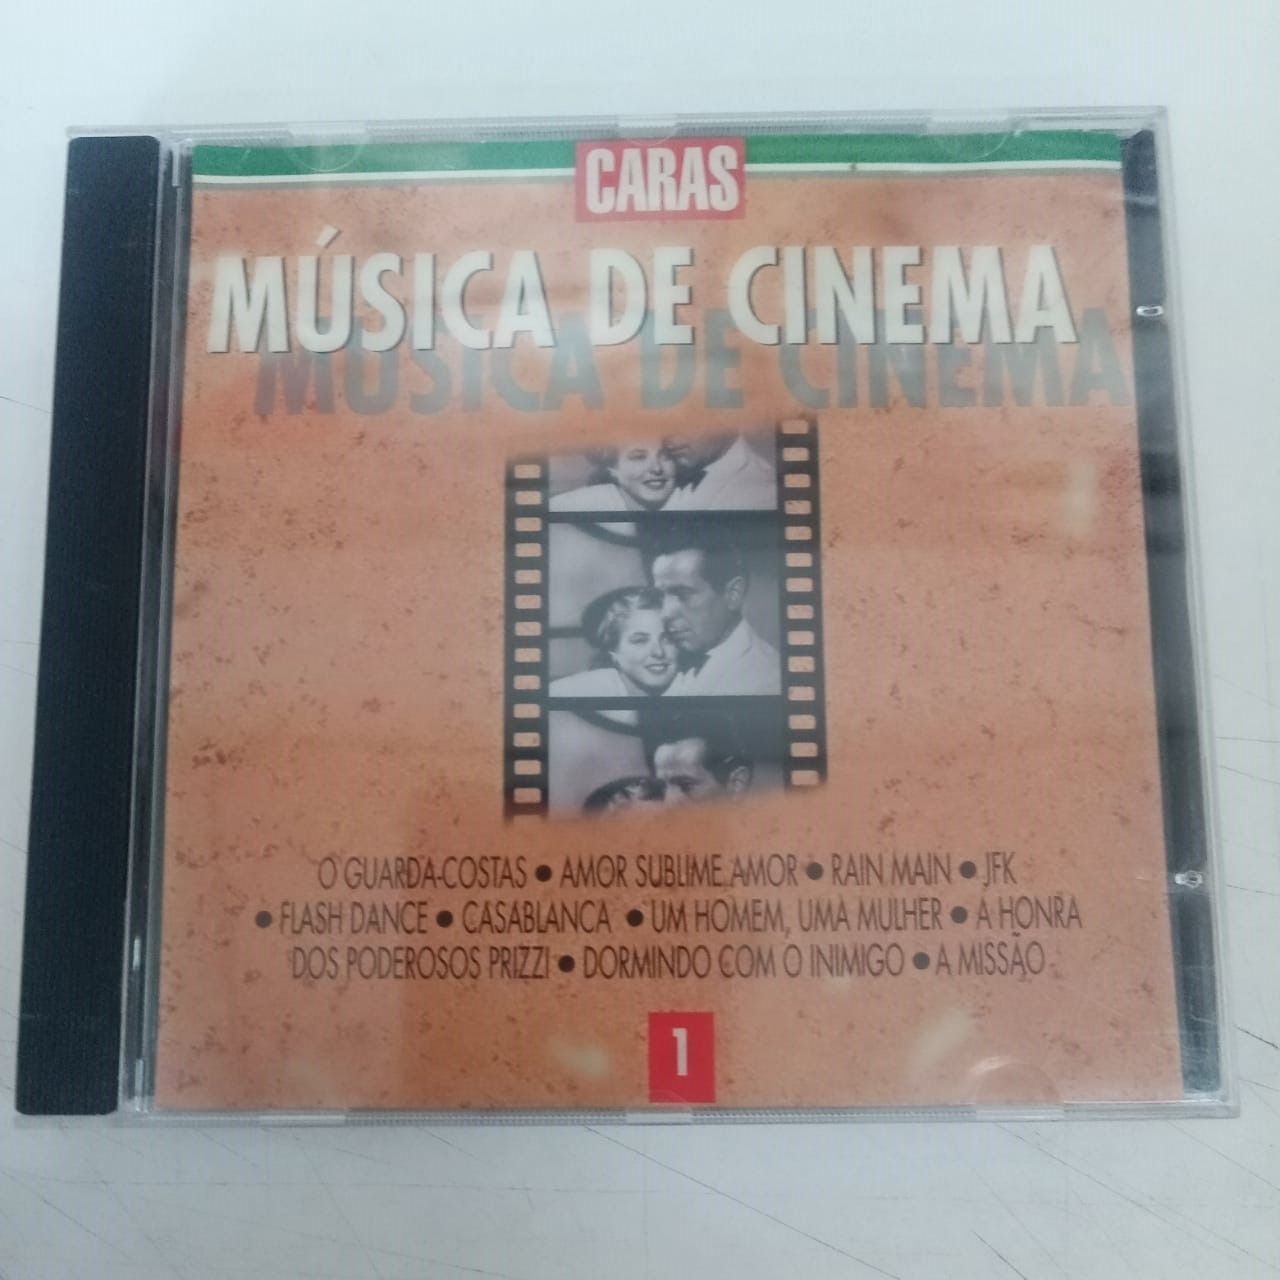 CARAS
MÚSICA DE CINEMA
MÚSICA DE CINEMA
O GUARDA-COSTAS • AMOR SUBLIME AMOR • RAIN MAIN • JFK
• FLASH DANCE • CASABLANCA • UM HOMEM, UMA MULHER • A HONRA
DOS PODEROSOS PRIZZI • DORMINDO COM O INIMIGO • A MISSÃO
1